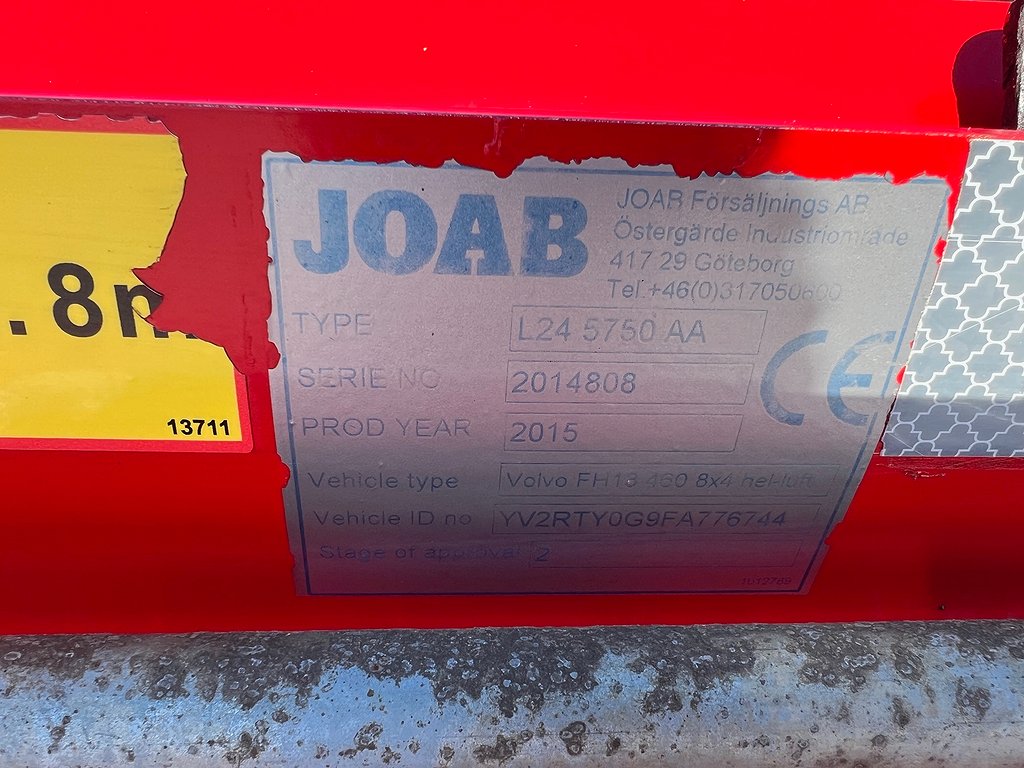 .8m
13711
JOAB
JOAB Försäljnings AB
Östergärde Industriområde
417 29 Göteborg
Tel.+46(0)317050600
TYPE L24 5750 AA
SERIE NO 2014808
PROD YEAR 2015
CE
Vehicle type Volvo FH13 460 8x4 hel-luft
Vehicle ID no YV2RTY0G9FA776744
Stage of approval 2
1012789